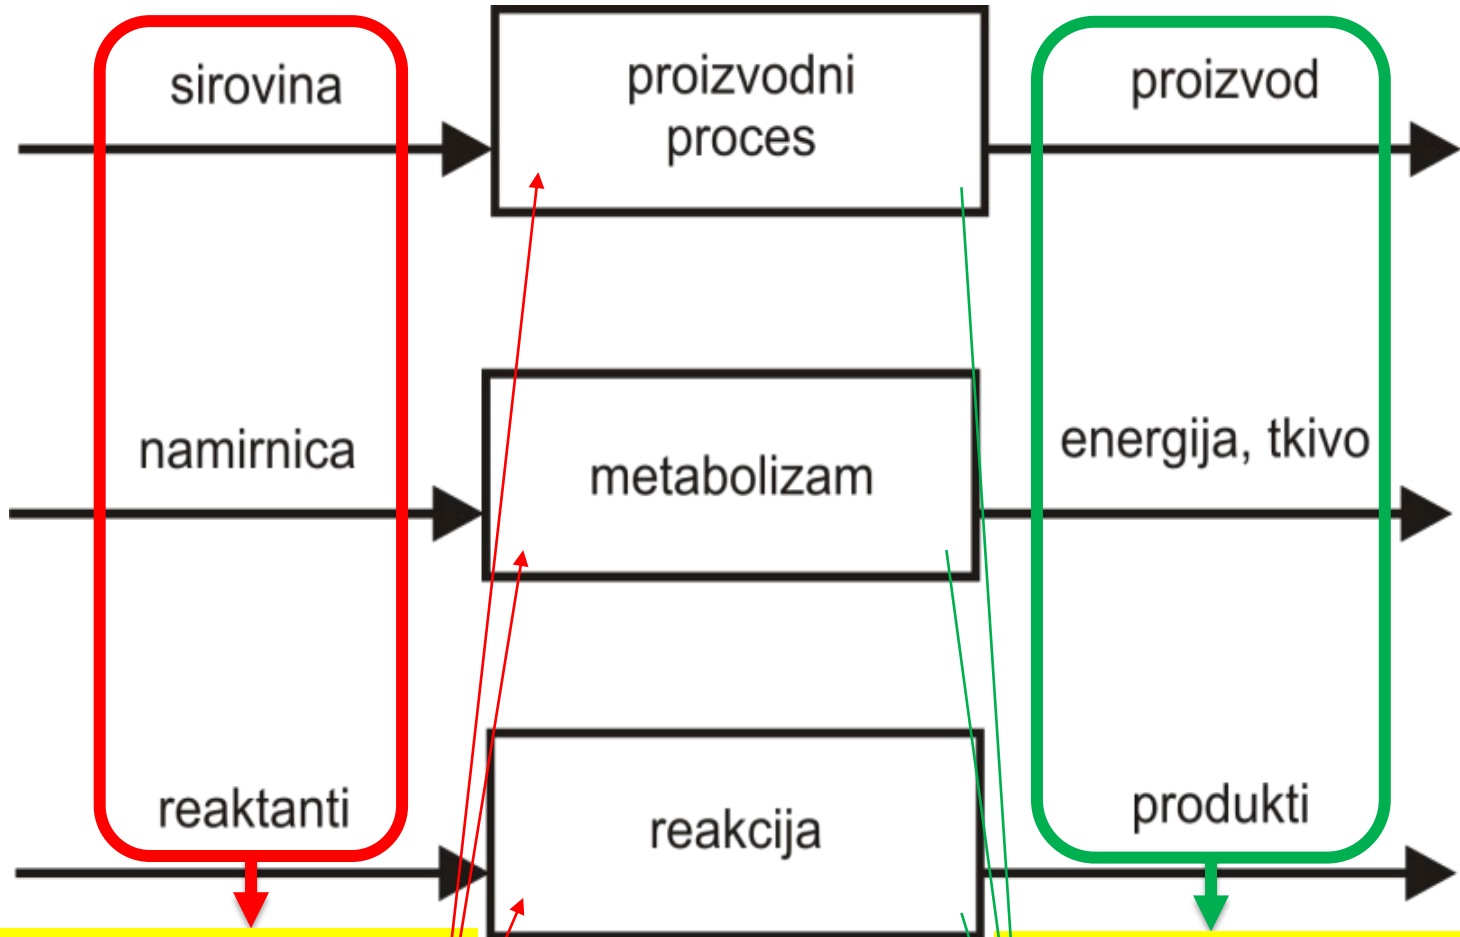 sirovina
proizvodni
proces
proizvod
namirnica
metabolizam
energija, tkivo
reaktanti
reakcija
produkti